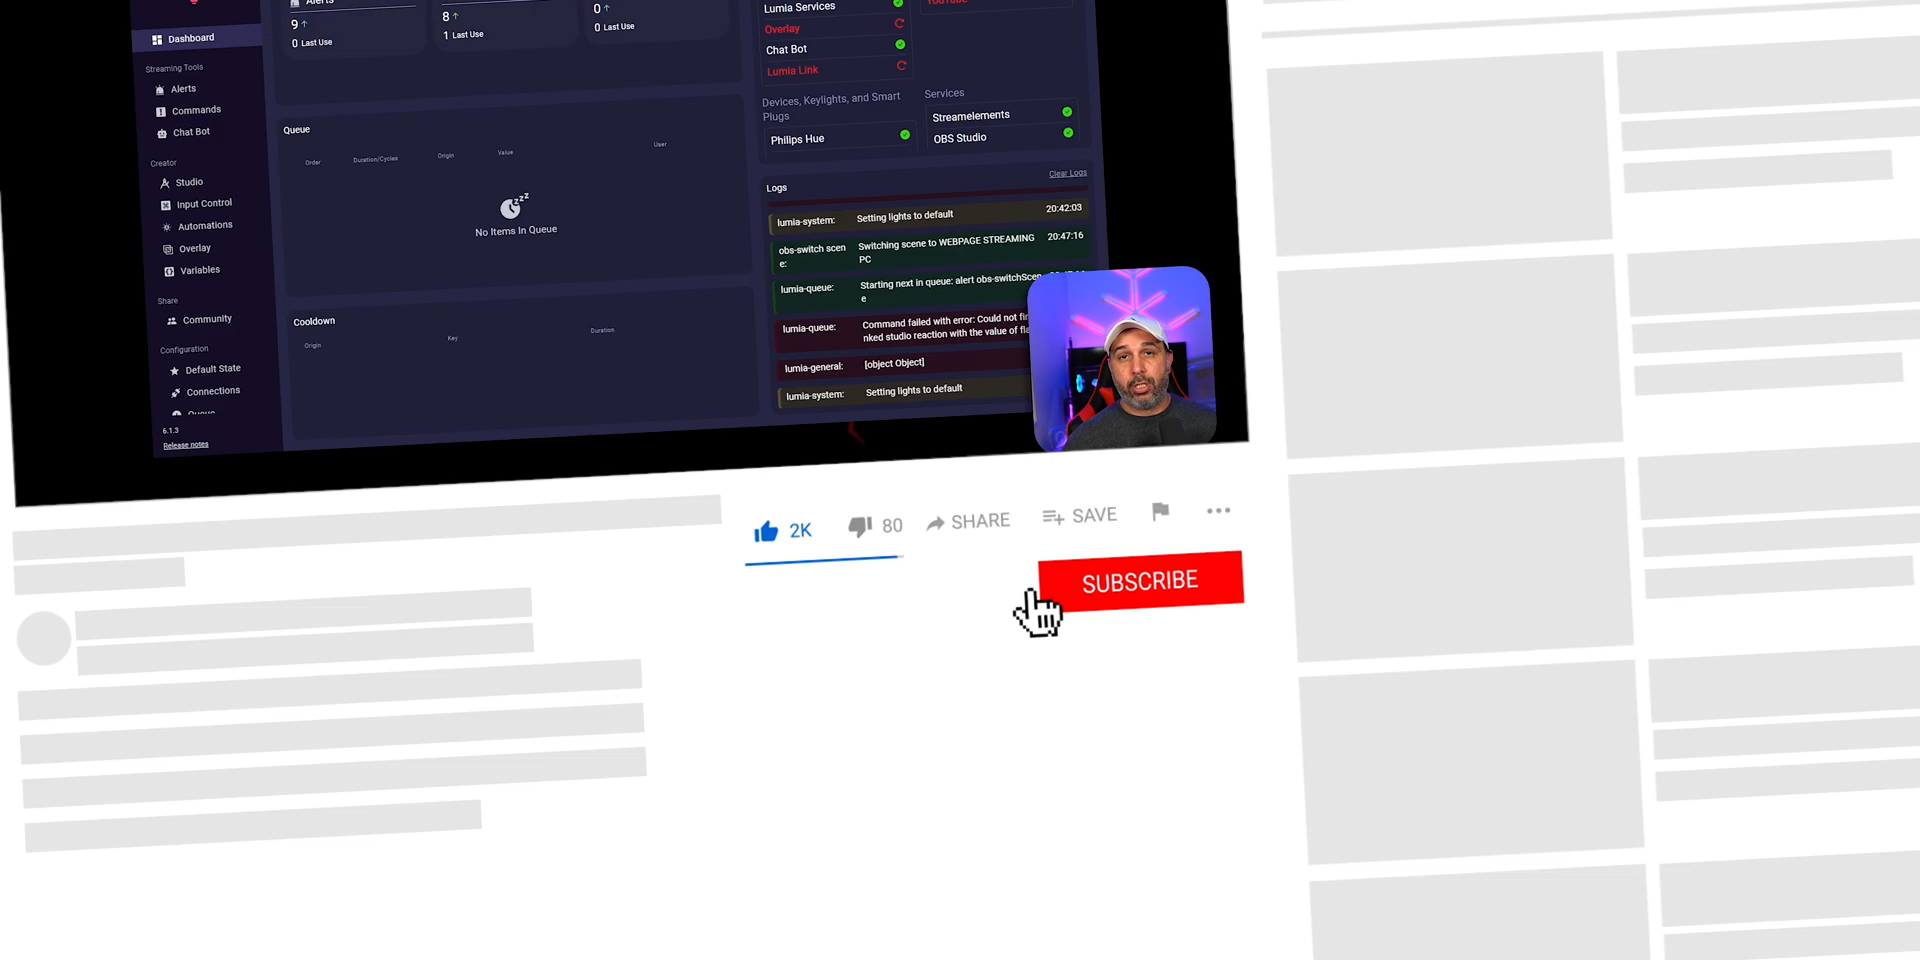 Alerts
9
0 Last Use
8
1 Last Use
0
0 Last Use
Dashboard
Streaming Tools
Alerts
Commands
Chat Bot
Creator
Studio
Input Control
Automations
Overlay
Variables
Share
Community
Configuration
Default State
Connections
Queue
6.1.3
Release notes
Queue
Order Duration/Cycles Origin Value User
No Items In Queue
Cooldown
Origin Key Duration
Lumia Services
Overlay
Chat Bot
Lumia Link
YouTube
Devices, Keylights, and Smart
Plugs
Philips Hue
Services
Streamelements
OBS Studio
Logs Clear Logs
lumia-system: Setting lights to default 20:42:03
obs-switch scen Switching scene to WEBPAGE STREAMING 20:47:16
e: PC
lumia-queue: Starting next in queue: alert obs-switchScen
e
lumia-queue: Command failed with error: Could not fi
nked studio reaction with the value of
lumia-general: [object Object]
lumia-system: Setting lights to default
2K 80 SHARE SAVE
SUBSCRIBE